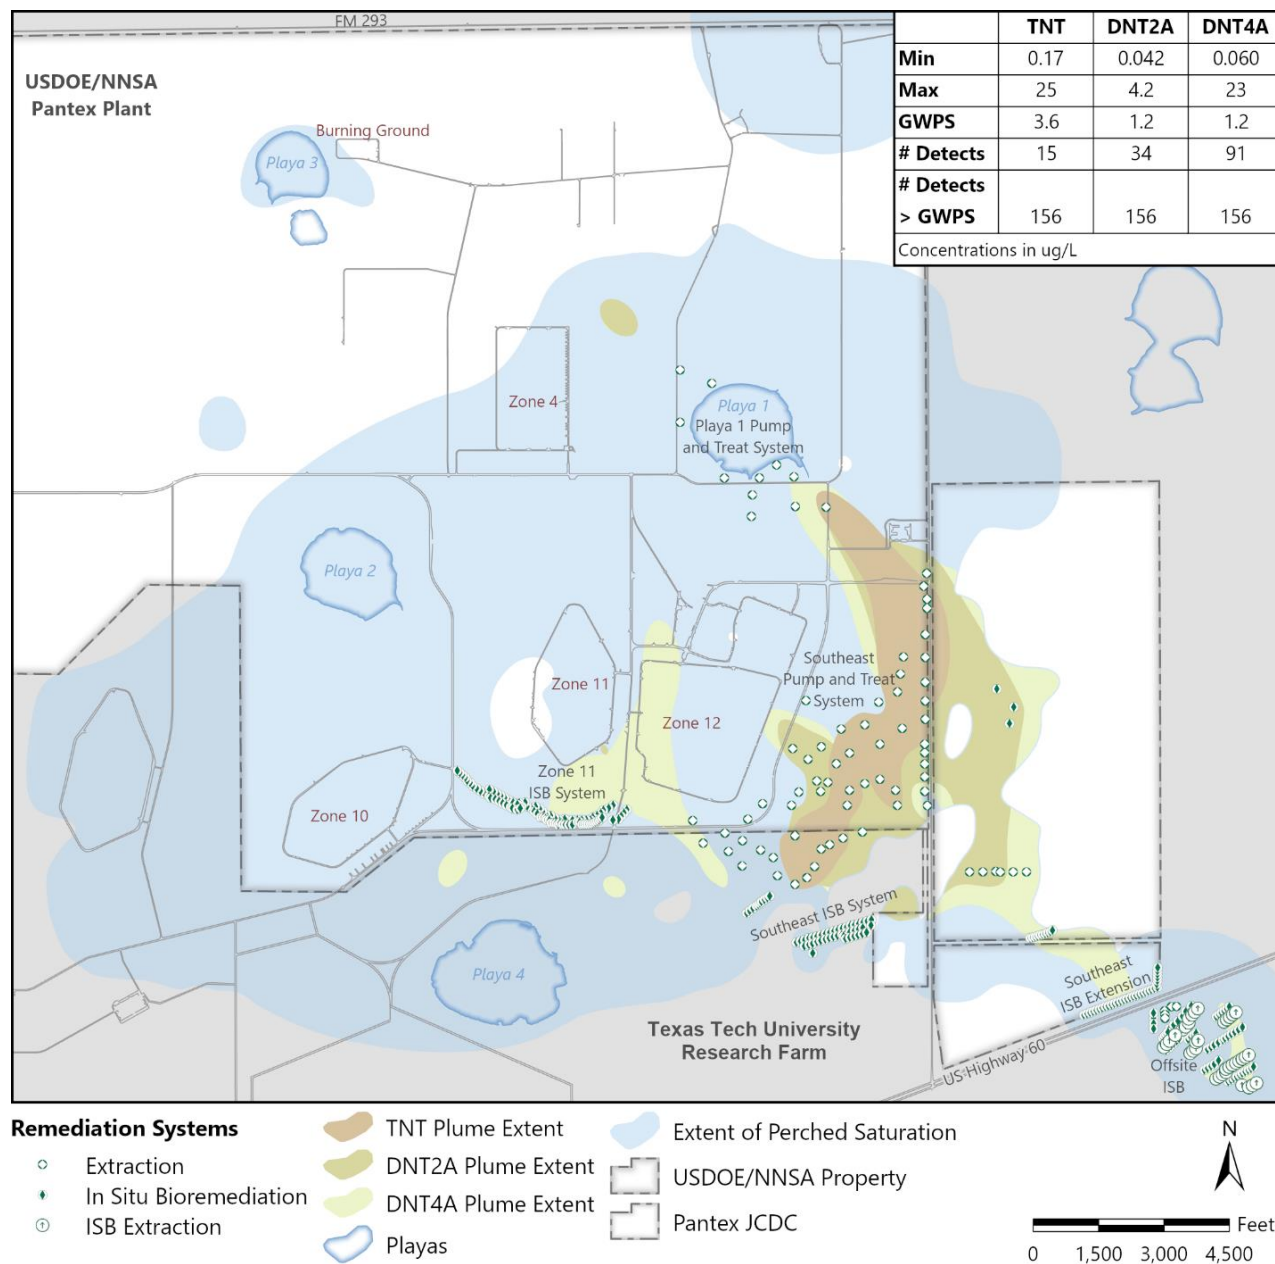 FM 293
USDOE/NNSA
Pantex Plant
Burning Ground
Playa 3
TNT DNT2A DNT4A
Min 0.17 0.042 0.060
Max 25 4.2 23
GWPS 3.6 1.2 1.2
# Detects 15 34 91
# Detects
> GWPS 156 156 156
Concentrations in ug/L
Zone 4
Playa 1
Playa 1 Pump
and Treat System
Playa 2
Southeast
Pump and Treat
System
Zone 11
Zone 12
Zone 11
ISB System
Zone 10
Southeast ISB System
Playa 4
Southeast
ISB Extension
Texas Tech University
Research Farm
US Highway 60
Offsite
ISB
Remediation Systems
Extraction
In Situ Bioremediation
ISB Extraction
TNT Plume Extent
DNT2A Plume Extent
DNT4A Plume Extent
Playas
Extent of Perched Saturation
USDOE/NNSA Property
Pantex JCDC
N
Feet
0 1,500 3,000 4,500